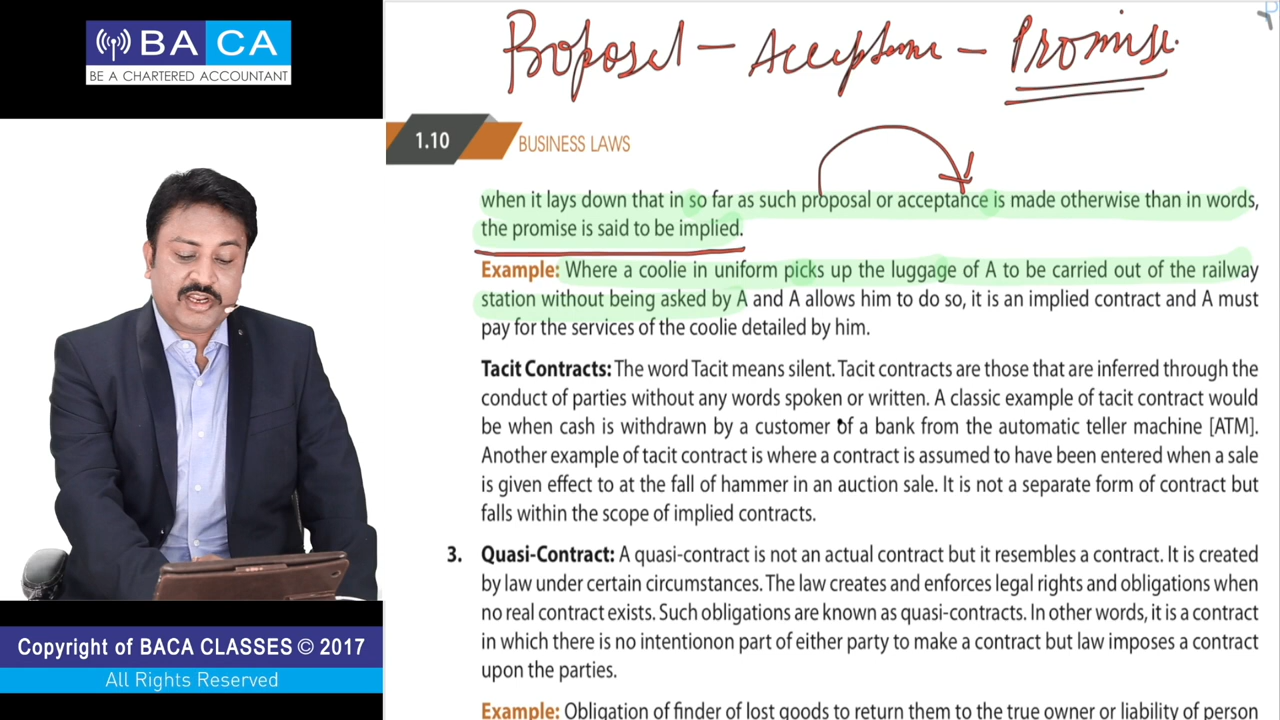 BA CA
BE A CHARTERED ACCOUNTANT
Proposal – Acceptance – Promise.
1.10 BUSINESS LAWS
when it lays down that in so far as such proposal or acceptance is made otherwise than in words,
the promise is said to be implied.
Example: Where a coolie in uniform picks up the luggage of A to be carried out of the railway
station without being asked by A and A allows him to do so, it is an implied contract and A must
pay for the services of the coolie detailed by him.
Tacit Contracts: The word Tacit means silent. Tacit contracts are those that are inferred through the
conduct of parties without any words spoken or written. A classic example of tacit contract would
be when cash is withdrawn by a customer of a bank from the automatic teller machine [ATM].
Another example of tacit contract is where a contract is assumed to have been entered when a sale
is given effect to at the fall of hammer in an auction sale. It is not a separate form of contract but
falls within the scope of implied contracts.
3. Quasi-Contract: A quasi-contract is not an actual contract but it resembles a contract. It is created
by law under certain circumstances. The law creates and enforces legal rights and obligations when
no real contract exists. Such obligations are known as quasi-contracts. In other words, it is a contract
in which there is no intentionon part of either party to make a contract but law imposes a contract
upon the parties.
Example: Obligation of finder of lost goods to return them to the true owner or liability of person
Copyright of BACA CLASSES © 2017
All Rights Reserved